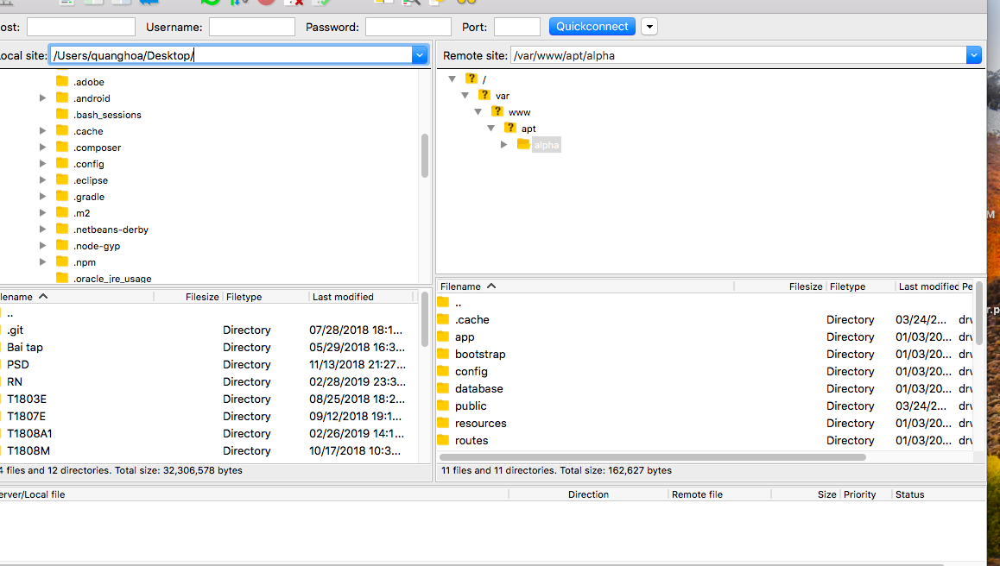 ost: Username: Password: Port: Quickconnect
ocal site: /Users/quanghoa/Desktop/ Remote site: /var/www/apt/alpha
.adobe
.android
.bash_sessions
.cache
.composer
.config
.eclipse
.gradle
.m2
.netbeans-derby
.node-gyp
.npm
.oracle_jre_usage
/
var
www
apt
alpha
lename Filesize Filetype Last modified
..
.git Directory 07/28/2018 18:1...
Bai tap Directory 05/29/2018 16:3...
PSD Directory 11/13/2018 21:27...
RN Directory 02/28/2019 23:3...
T1803E Directory 08/25/2018 18:2...
T1807E Directory 09/12/2018 19:1...
T1808A1 Directory 02/26/2019 14:1...
T1808M Directory 10/17/2018 10:3...
4 files and 12 directories. Total size: 32,306,578 bytes
Filename Filesize Filetype Last modified Pe
..
.cache Directory 03/24/2... drw
app Directory 01/03/20... drw
bootstrap Directory 01/03/20... drw
config Directory 01/03/20... drw
database Directory 01/03/20... drw
public Directory 03/24/2... drw
resources Directory 01/03/20... drw
routes Directory 01/03/20... drw
11 files and 11 directories. Total size: 162,627 bytes
erver/Local file Direction Remote file Size Priority Status
M
r.p